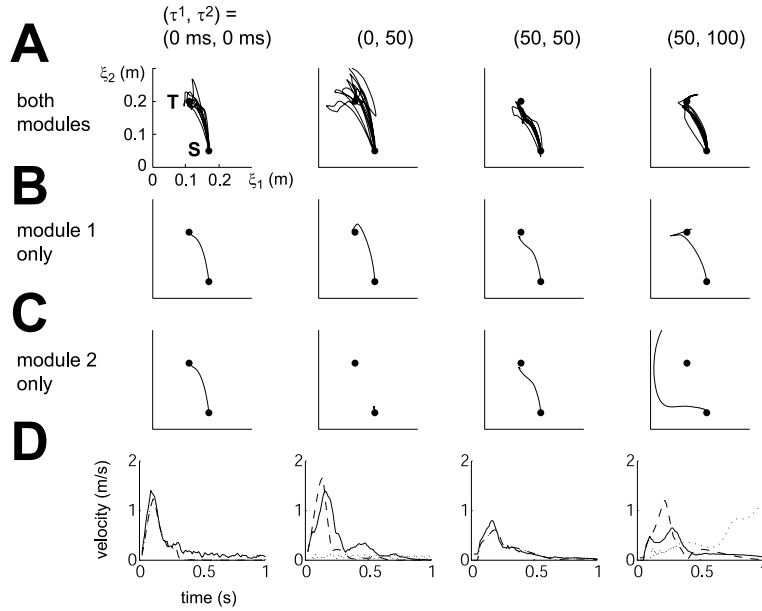 (τ¹, τ²) =
A (0 ms, 0 ms) (0, 50) (50, 50) (50, 100)
ξ₂ (m)
both modules
T
S
0.2
0.1
0
0 0.1 0.2 ξ₁ (m)
B
module 1 only
C
module 2 only
D
velocity (m/s)
2 2 2 2
1 1 1 1
0 0 0 0
0 0.5 1 0 0.5 1 0 0.5 1 0 0.5 1
time (s)